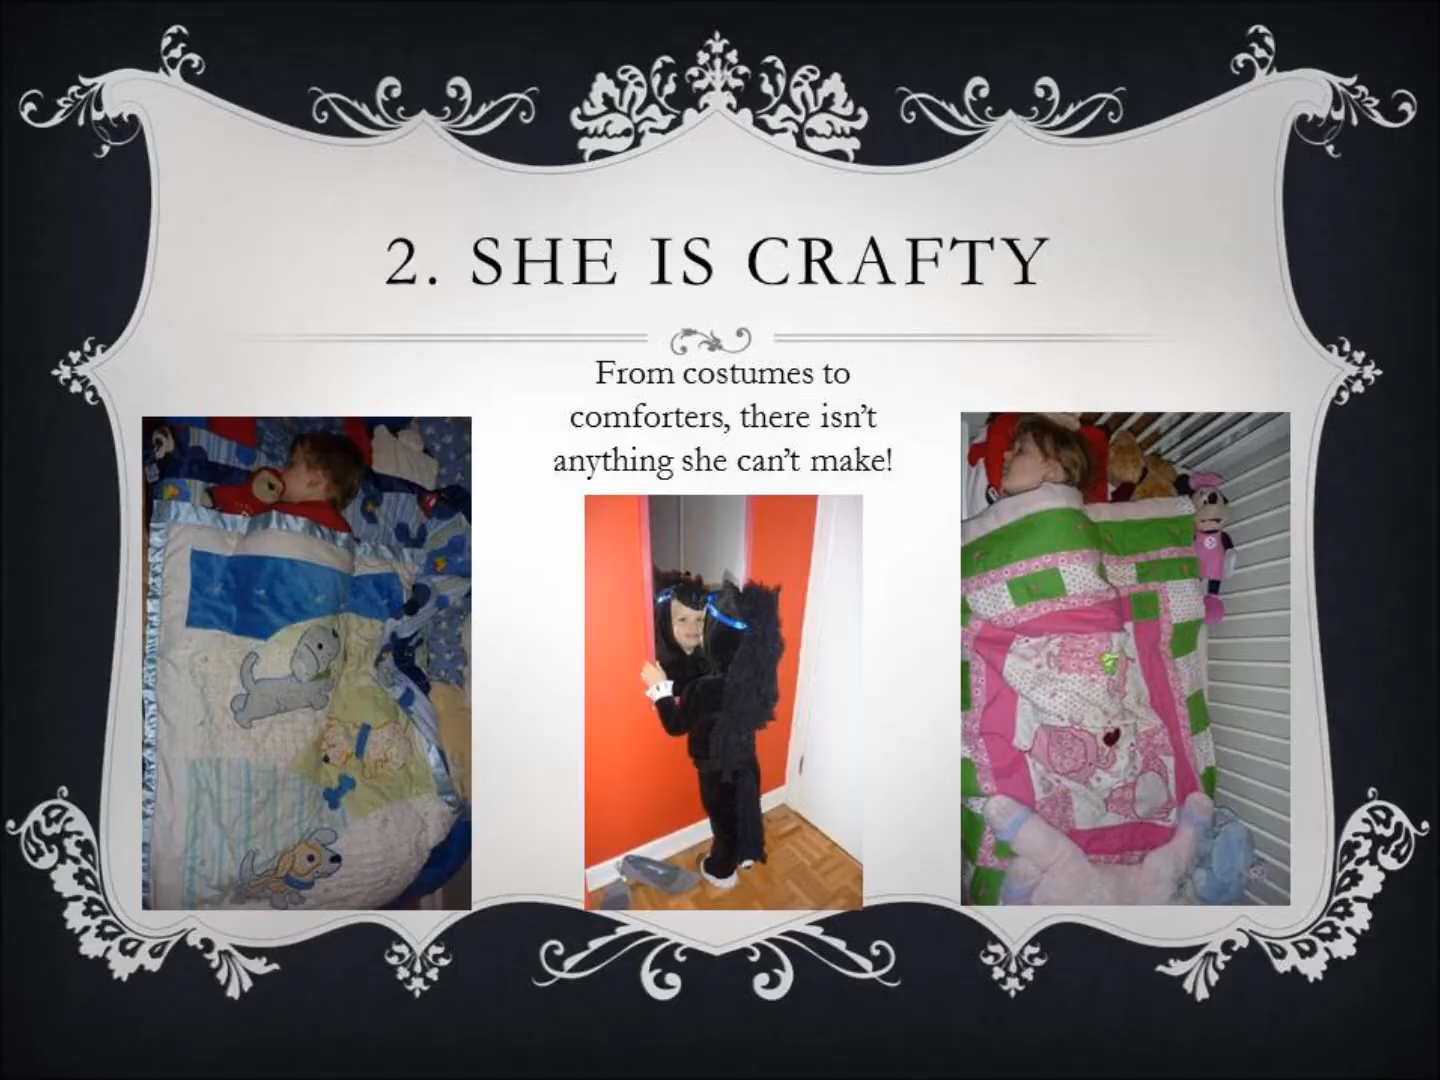 2. SHE IS CRAFTY
From costumes to
comforters, there isn't
anything she can't make!